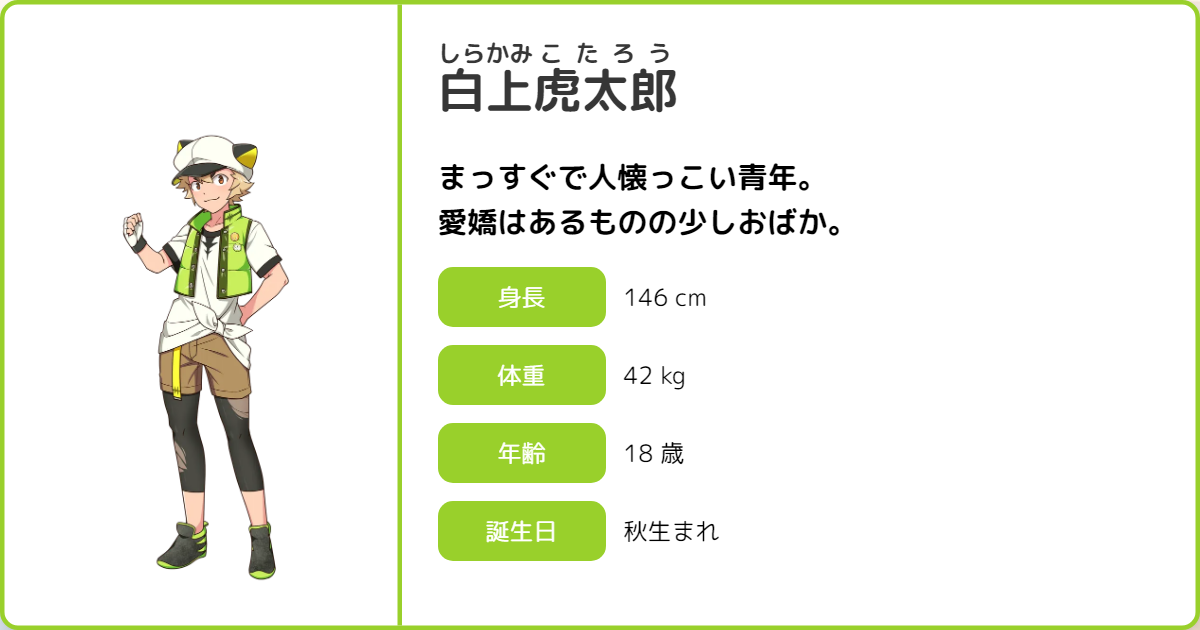 しらかみ こ た ろ う
白上虎太郎
まっすぐで人懐っこい青年。
愛嬌はあるものの少しおばか。
身長 146 cm
体重 42 kg
年齢 18 歳
誕生日 秋生まれ